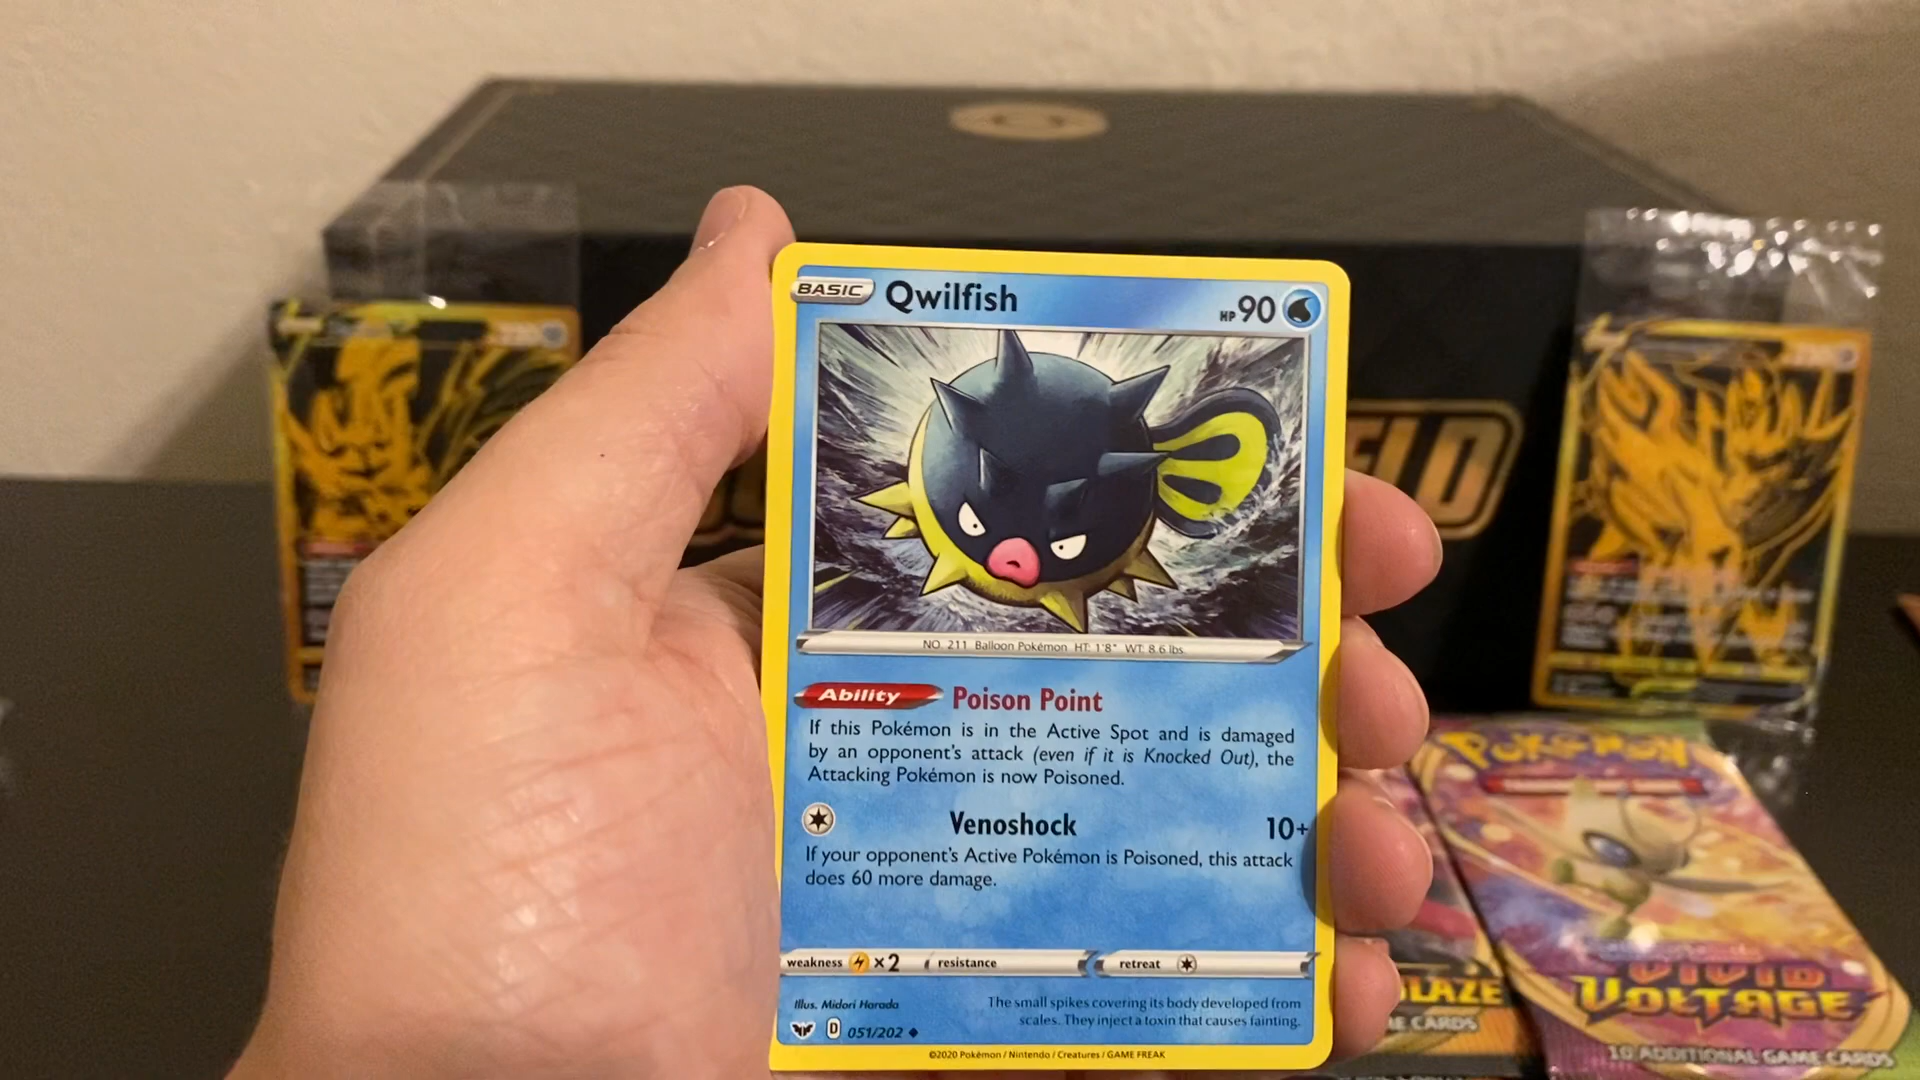 BASIC Qwilfish HP 90
NO. 211 Balloon Pokémon HT: 1'8" WT: 8.6 lbs.
Ability Poison Point
If this Pokémon is in the Active Spot and is damaged
by an opponent's attack (even if it is Knocked Out), the
Attacking Pokémon is now Poisoned.
Venoshock 10+
If your opponent's Active Pokémon is Poisoned, this attack
does 60 more damage.
weakness ×2 resistance retreat
Illus. Midori Harada
The small spikes covering its body developed from
scales. They inject a toxin that causes fainting.
D 051/202
©2020 Pokémon / Nintendo / Creatures / GAME FREAK
POKÉMON
VIVID
VOLTAGE
10 ADDITIONAL GAME CARDS